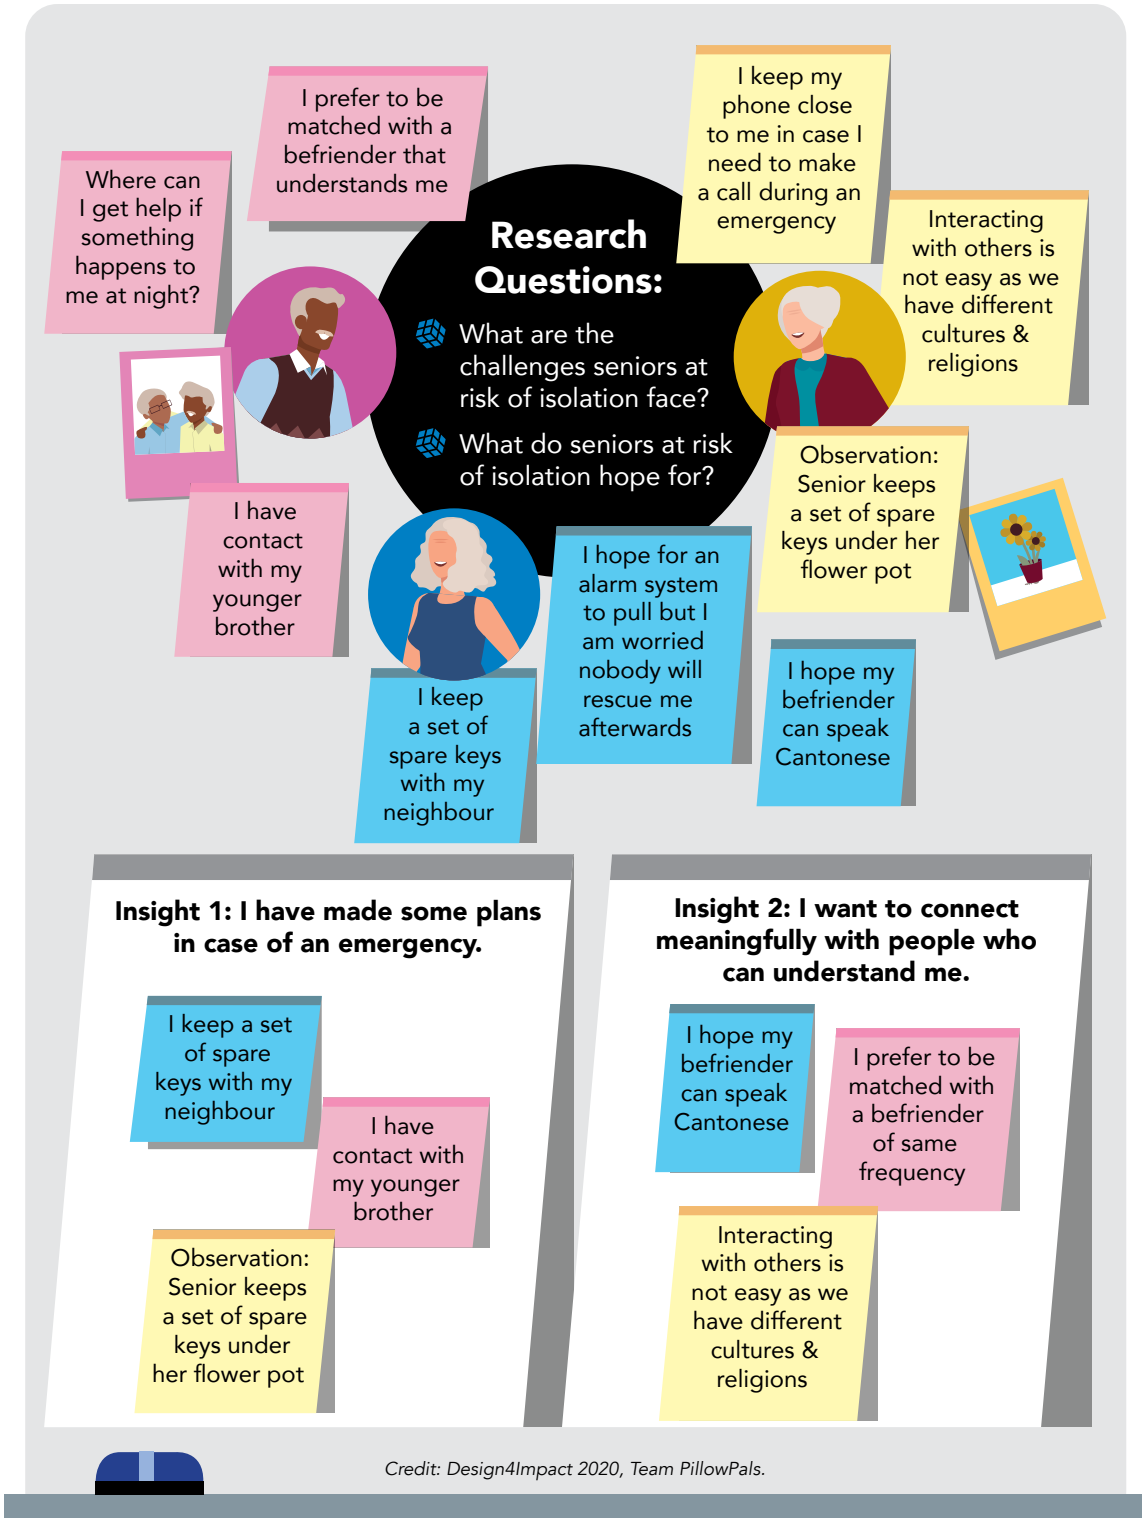 I prefer to be
matched with a
befriender that
understands me
I keep my
phone close
to me in case I
need to make
a call during an
emergency
Where can
I get help if
something
happens to
me at night?
Interacting
with others is
not easy as we
have different
cultures &
religions
Research
Questions:
What are the
challenges seniors at
risk of isolation face?
What do seniors at risk
of isolation hope for?
I have
contact
with my
younger
brother
Observation:
Senior keeps
a set of spare
keys under her
flower pot
I hope for an
alarm system
to pull but I
am worried
nobody will
rescue me
afterwards
I hope my
befriender
can speak
Cantonese
I keep
a set of
spare keys
with my
neighbour
Insight 1: I have made some plans
in case of an emergency.
I keep a set
of spare
keys with my
neighbour
I have
contact with
my younger
brother
Observation:
Senior keeps
a set of spare
keys under
her flower pot
Insight 2: I want to connect
meaningfully with people who
can understand me.
I hope my
befriender
can speak
Cantonese
I prefer to be
matched with
a befriender
of same
frequency
Interacting
with others is
not easy as we
have different
cultures &
religions
Credit: Design4Impact 2020, Team PillowPals.